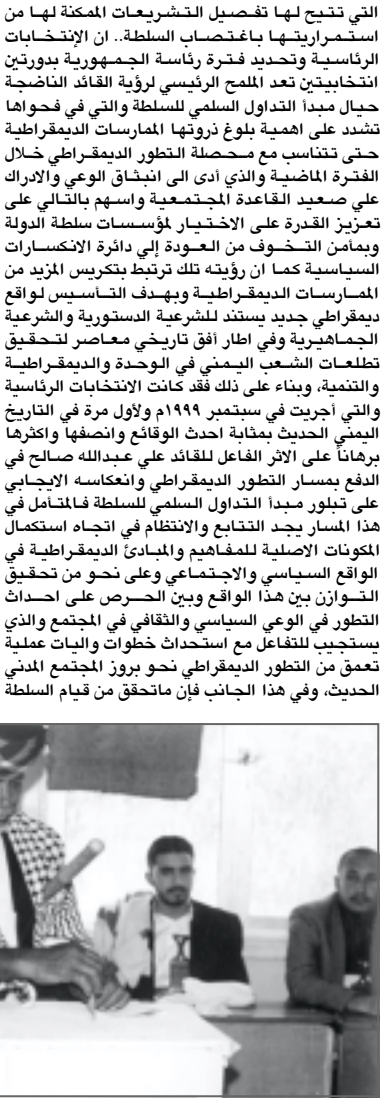 التي تتيح لها تفصيل التشريعات الممكنة لها من
استمراريتها باغتصاب السلطة.. ان الإنتخابات
الرئاسية وتحديد فترة رئاسة الجمهورية بدورتين
انتخابيتين تعد الملمح الرئيسي لرؤية القائد الناضجة
حيال مبدأ التداول السلمي للسلطة والتي في فحواها
تشدد على اهمية بلوغ ذروتها الممارسات الديمقراطية
حتى تتناسب مع محصلة التطور الديمقراطي خلال
الفترة الماضية والذي أدى الى انبثاق الوعي والادراك
علي صعيد القاعدة المجتمعية واسهم بالتالي على
تعزيز القدرة على الاختيار لمؤسسات سلطة الدولة
وبمأمن التخوف من العودة إلي دائرة الانكسارات
السياسية كما ان رؤيته تلك ترتبط بتكريس المزيد من
الممارسات الديمقراطية وبهدف التأسيس لواقع
ديمقراطي جديد يستند للشرعية الدستورية والشرعية
الجماهيرية وفي اطار أفق تاريخي معاصر لتحقيق
تطلعات الشعب اليمني في الوحدة والديمقراطية
والتنمية، وبناء على ذلك فقد كانت الانتخابات الرئاسية
والتي أجريت في سبتمبر ١٩٩٩م ولأول مرة في التاريخ
اليمني الحديث بمثابة احدث الوقائع وانصفها واكثرها
برهاناً على الاثر الفاعل للقائد علي عبدالله صالح في
الدفع بمسار التطور الديمقراطي وانعكاسه الايجابي
على تبلور مبدأ التداول السلمي للسلطة فالمتأمل في
هذا المسار يجد التتابع والانتظام في اتجاه استكمال
المكونات الاصلية للمفاهيم والمبادئ الديمقراطية في
الواقع السياسي والاجتماعي وعلى نحو من تحقيق
التوازن بين هذا الواقع وبين الحرص على احداث
التطور في الوعي السياسي والثقافي في المجتمع والذي
يستجيب للتفاعل مع استحداث خطوات واليات عملية
تعمق من التطور الديمقراطي نحو بروز المجتمع المدني
الحديث، وفي هذا الجانب فإن ماتحقق من قيام السلطة